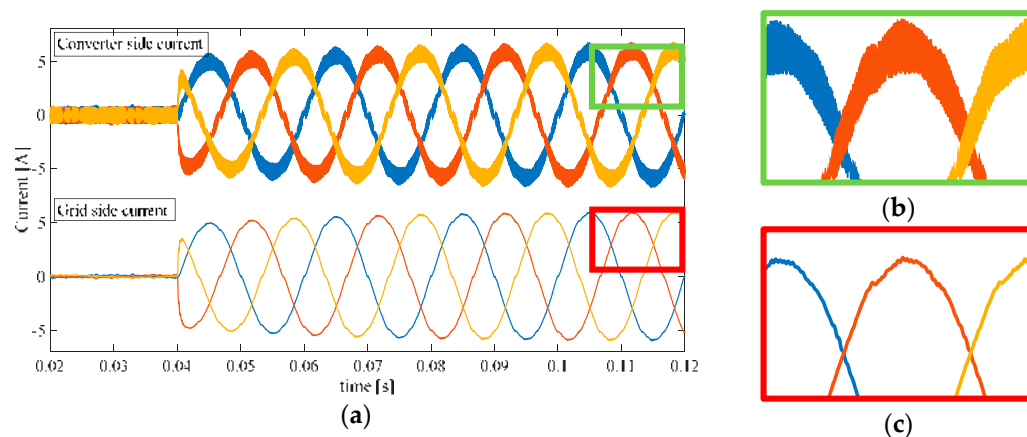 Converter side current
5
0
-5
Grid side current
5
0
-5
Current [A]
0.02 0.03 0.04 0.05 0.06 0.07 0.08 0.09 0.1 0.11 0.12
time [s]
(a)
(b)
(c)